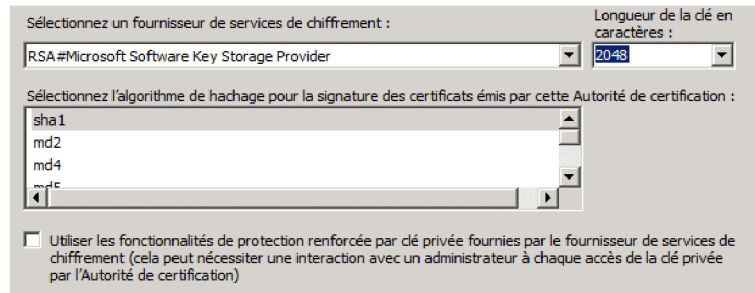 Sélectionnez un fournisseur de services de chiffrement :
Longueur de la clé en
caractères :
RSA#Microsoft Software Key Storage Provider
2048
Sélectionnez l'algorithme de hachage pour la signature des certificats émis par cette Autorité de certification :
sha1
md2
md4
md5
Utiliser les fonctionnalités de protection renforcée par clé privée fournies par le fournisseur de services de
chiffrement (cela peut nécessiter une interaction avec un administrateur à chaque accès de la clé privée
par l'Autorité de certification)